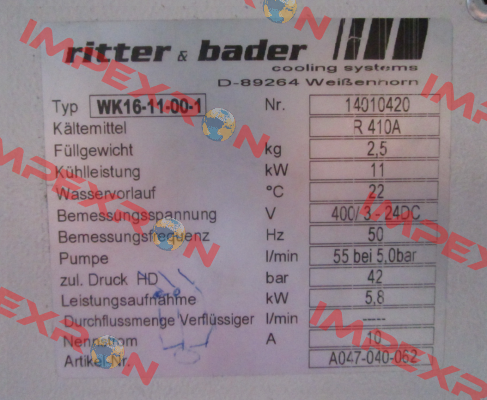 ritter & bader
cooling systems
D-89264 Weißenhorn
Typ WK16-11-00-1 Nr. 14010420
Kältemittel R 410A
Füllgewicht kg 2,5
Kühlleistung kW 11
Wasservorlauf °C 22
Bemessungsspannung V 400/ 3 - 24DC
Bemessungsfrequenz Hz 50
Pumpe l/min 55 bei 5,0bar
zul. Druck HD bar 42
Leistungsaufnahme kW 5,8
Durchflussmenge Verflüssiger l/min -----
Nennstrom A 10
Artikel-Nr. A047-040-062
IMPEXRON
IMPEXRON
IMPEXRON
IMPEXRON